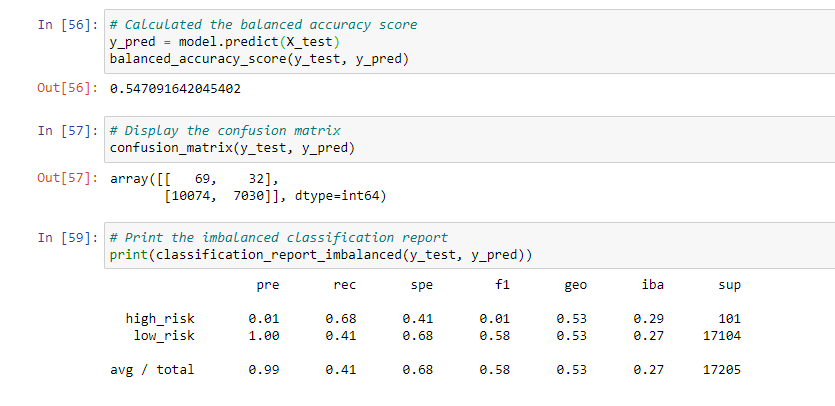 In [56]: # Calculated the balanced accuracy score
y_pred = model.predict(X_test)
balanced_accuracy_score(y_test, y_pred)
Out[56]: 0.547091642045402
In [57]: # Display the confusion matrix
confusion_matrix(y_test, y_pred)
Out[57]: array([[   69,    32],
       [10074,  7030]], dtype=int64)
In [59]: # Print the imbalanced classification report
print(classification_report_imbalanced(y_test, y_pred))
pre rec spe f1 geo iba sup
high_risk 0.01 0.68 0.41 0.01 0.53 0.29 101
low_risk 1.00 0.41 0.68 0.58 0.53 0.27 17104
avg / total 0.99 0.41 0.68 0.58 0.53 0.27 17205